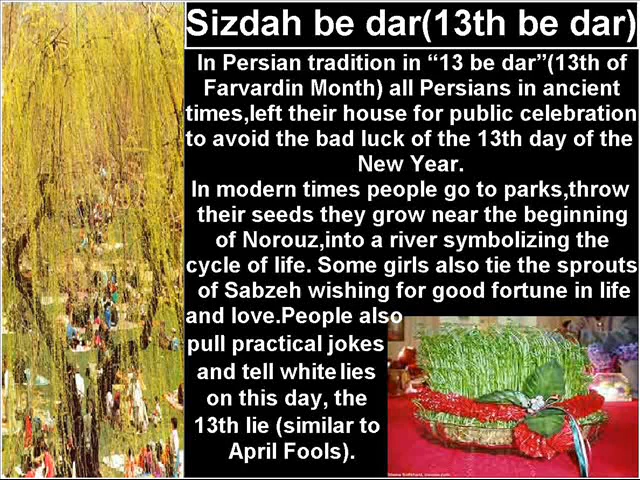 Sizdah be dar(13th be dar)
In Persian tradition in “13 be dar”(13th of
Farvardin Month) all Persians in ancient
times,left their house for public celebration
to avoid the bad luck of the 13th day of the
New Year.
In modern times people go to parks,throw
their seeds they grow near the beginning
of Norouz,into a river symbolizing the
cycle of life. Some girls also tie the sprouts
of Sabzeh wishing for good fortune in life
and love.People also
pull practical jokes
and tell white lies
on this day, the
13th lie (similar to
April Fools).